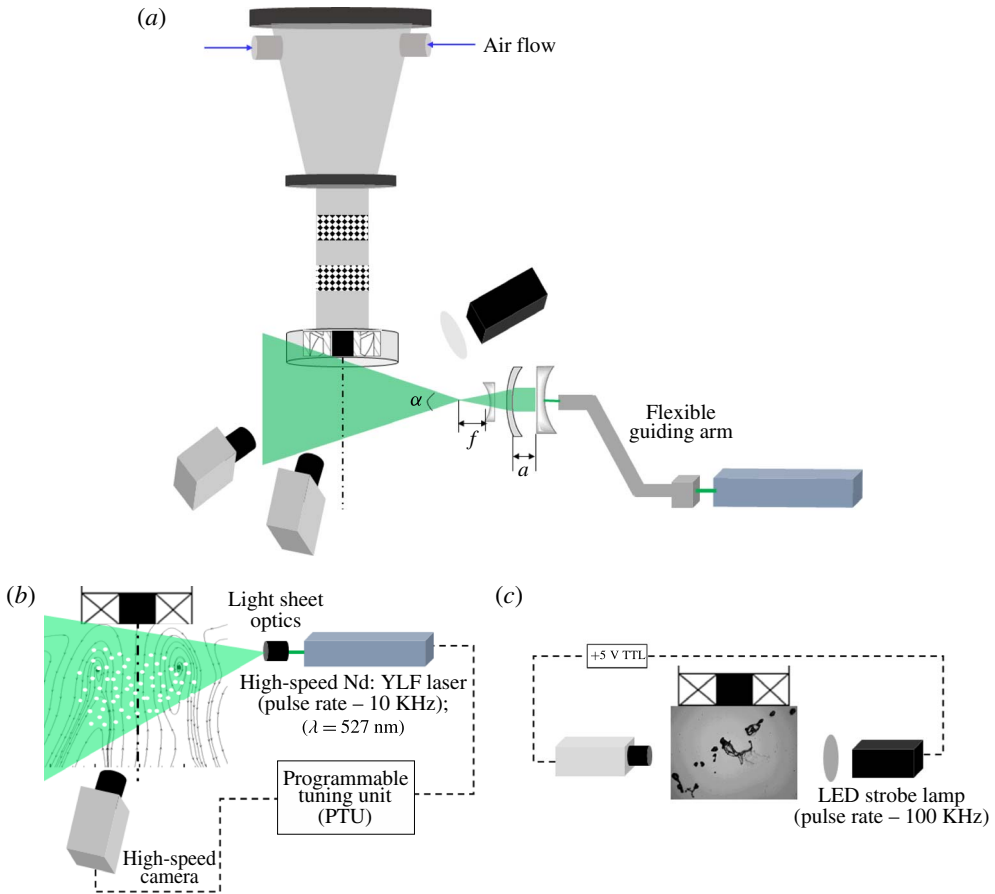 (a)
Air flow
α
f
a
Flexible
guiding arm
(b)
Light sheet
optics
High-speed Nd: YLF laser
(pulse rate – 10 KHz);
(λ = 527 nm)
Programmable
tuning unit
(PTU)
High-speed
camera
(c)
+5 V TTL
LED strobe lamp
(pulse rate – 100 KHz)